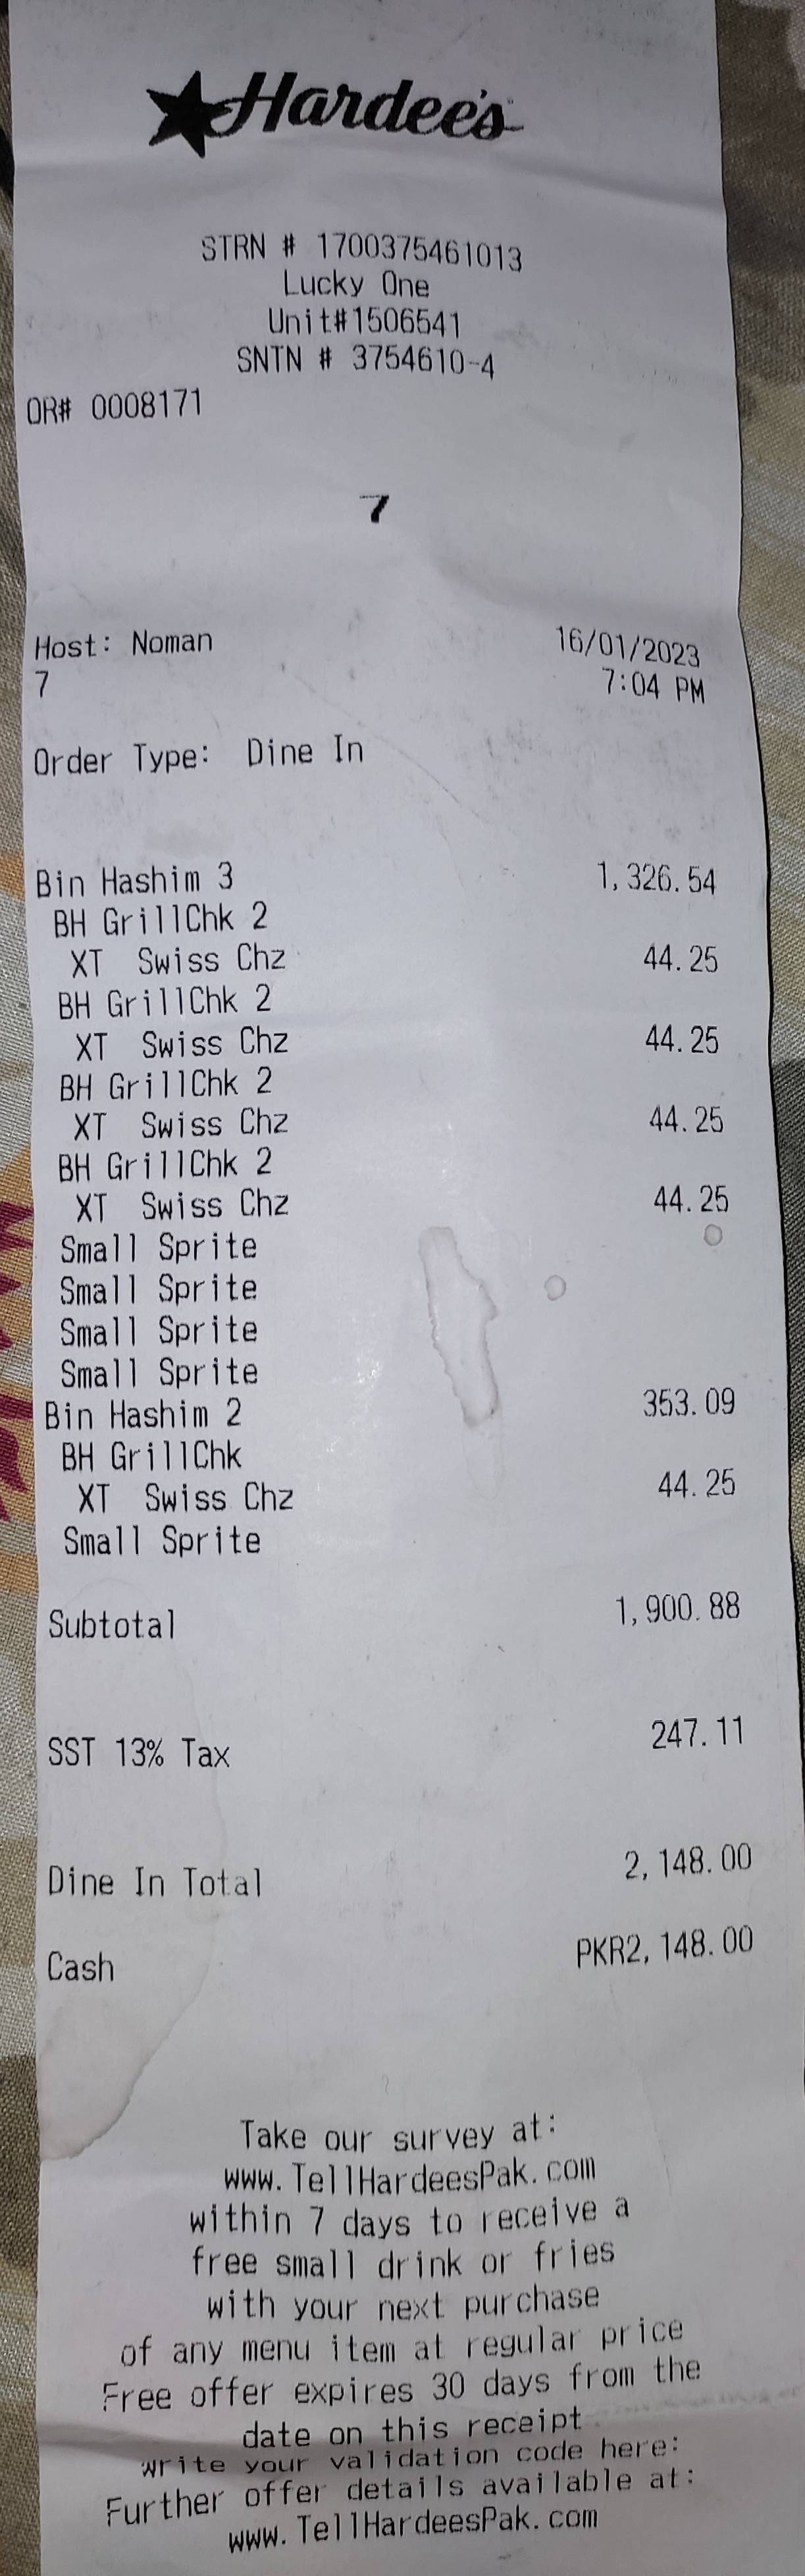 Hardee's
STRN # 1700375461013
Lucky One
Unit#1506541
SNTN # 3754610-4
OR# 0008171
7
Host: Noman 16/01/2023
7 7:04 PM
Order Type: Dine In
Bin Hashim 3 1,326.54
BH GrillChk 2
XT Swiss Chz 44.25
BH GrillChk 2
XT Swiss Chz 44.25
BH GrillChk 2
XT Swiss Chz 44.25
BH GrillChk 2
XT Swiss Chz 44.25
Small Sprite
Small Sprite
Small Sprite
Small Sprite
Bin Hashim 2 353.09
BH GrillChk
XT Swiss Chz 44.25
Small Sprite
Subtotal 1,900.88
SST 13% Tax 247.11
Dine In Total 2,148.00
Cash PKR2,148.00
Take our survey at:
www.TellHardeesPak.com
within 7 days to receive a
free small drink or fries
with your next purchase
of any menu item at regular price
Free offer expires 30 days from the
date on this receipt
write your validation code here:
Further offer details available at:
www.TellHardeesPak.com